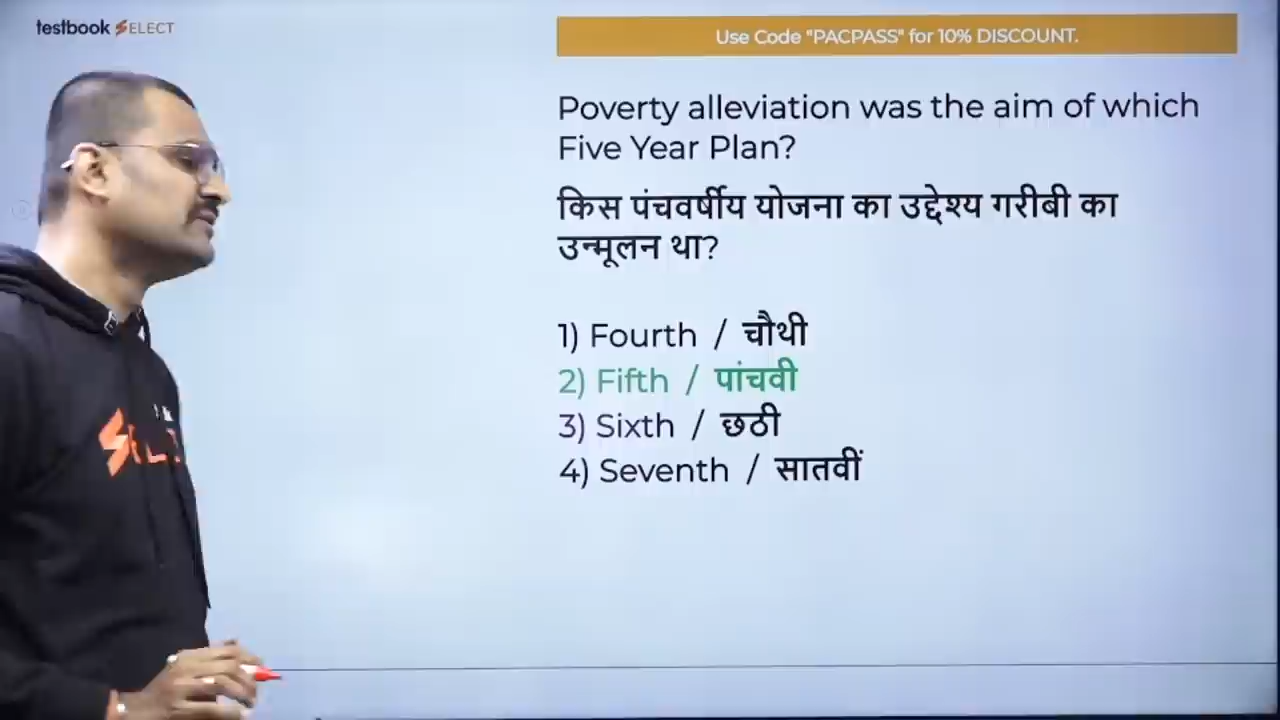 testbook SELECT
Use Code "PACPASS" for 10% DISCOUNT.
Poverty alleviation was the aim of which
Five Year Plan?
किस पंचवर्षीय योजना का उद्देश्य गरीबी का
उन्मूलन था?
1) Fourth / चौथी
2) Fifth / पांचवी
3) Sixth / छठी
4) Seventh / सातवीं